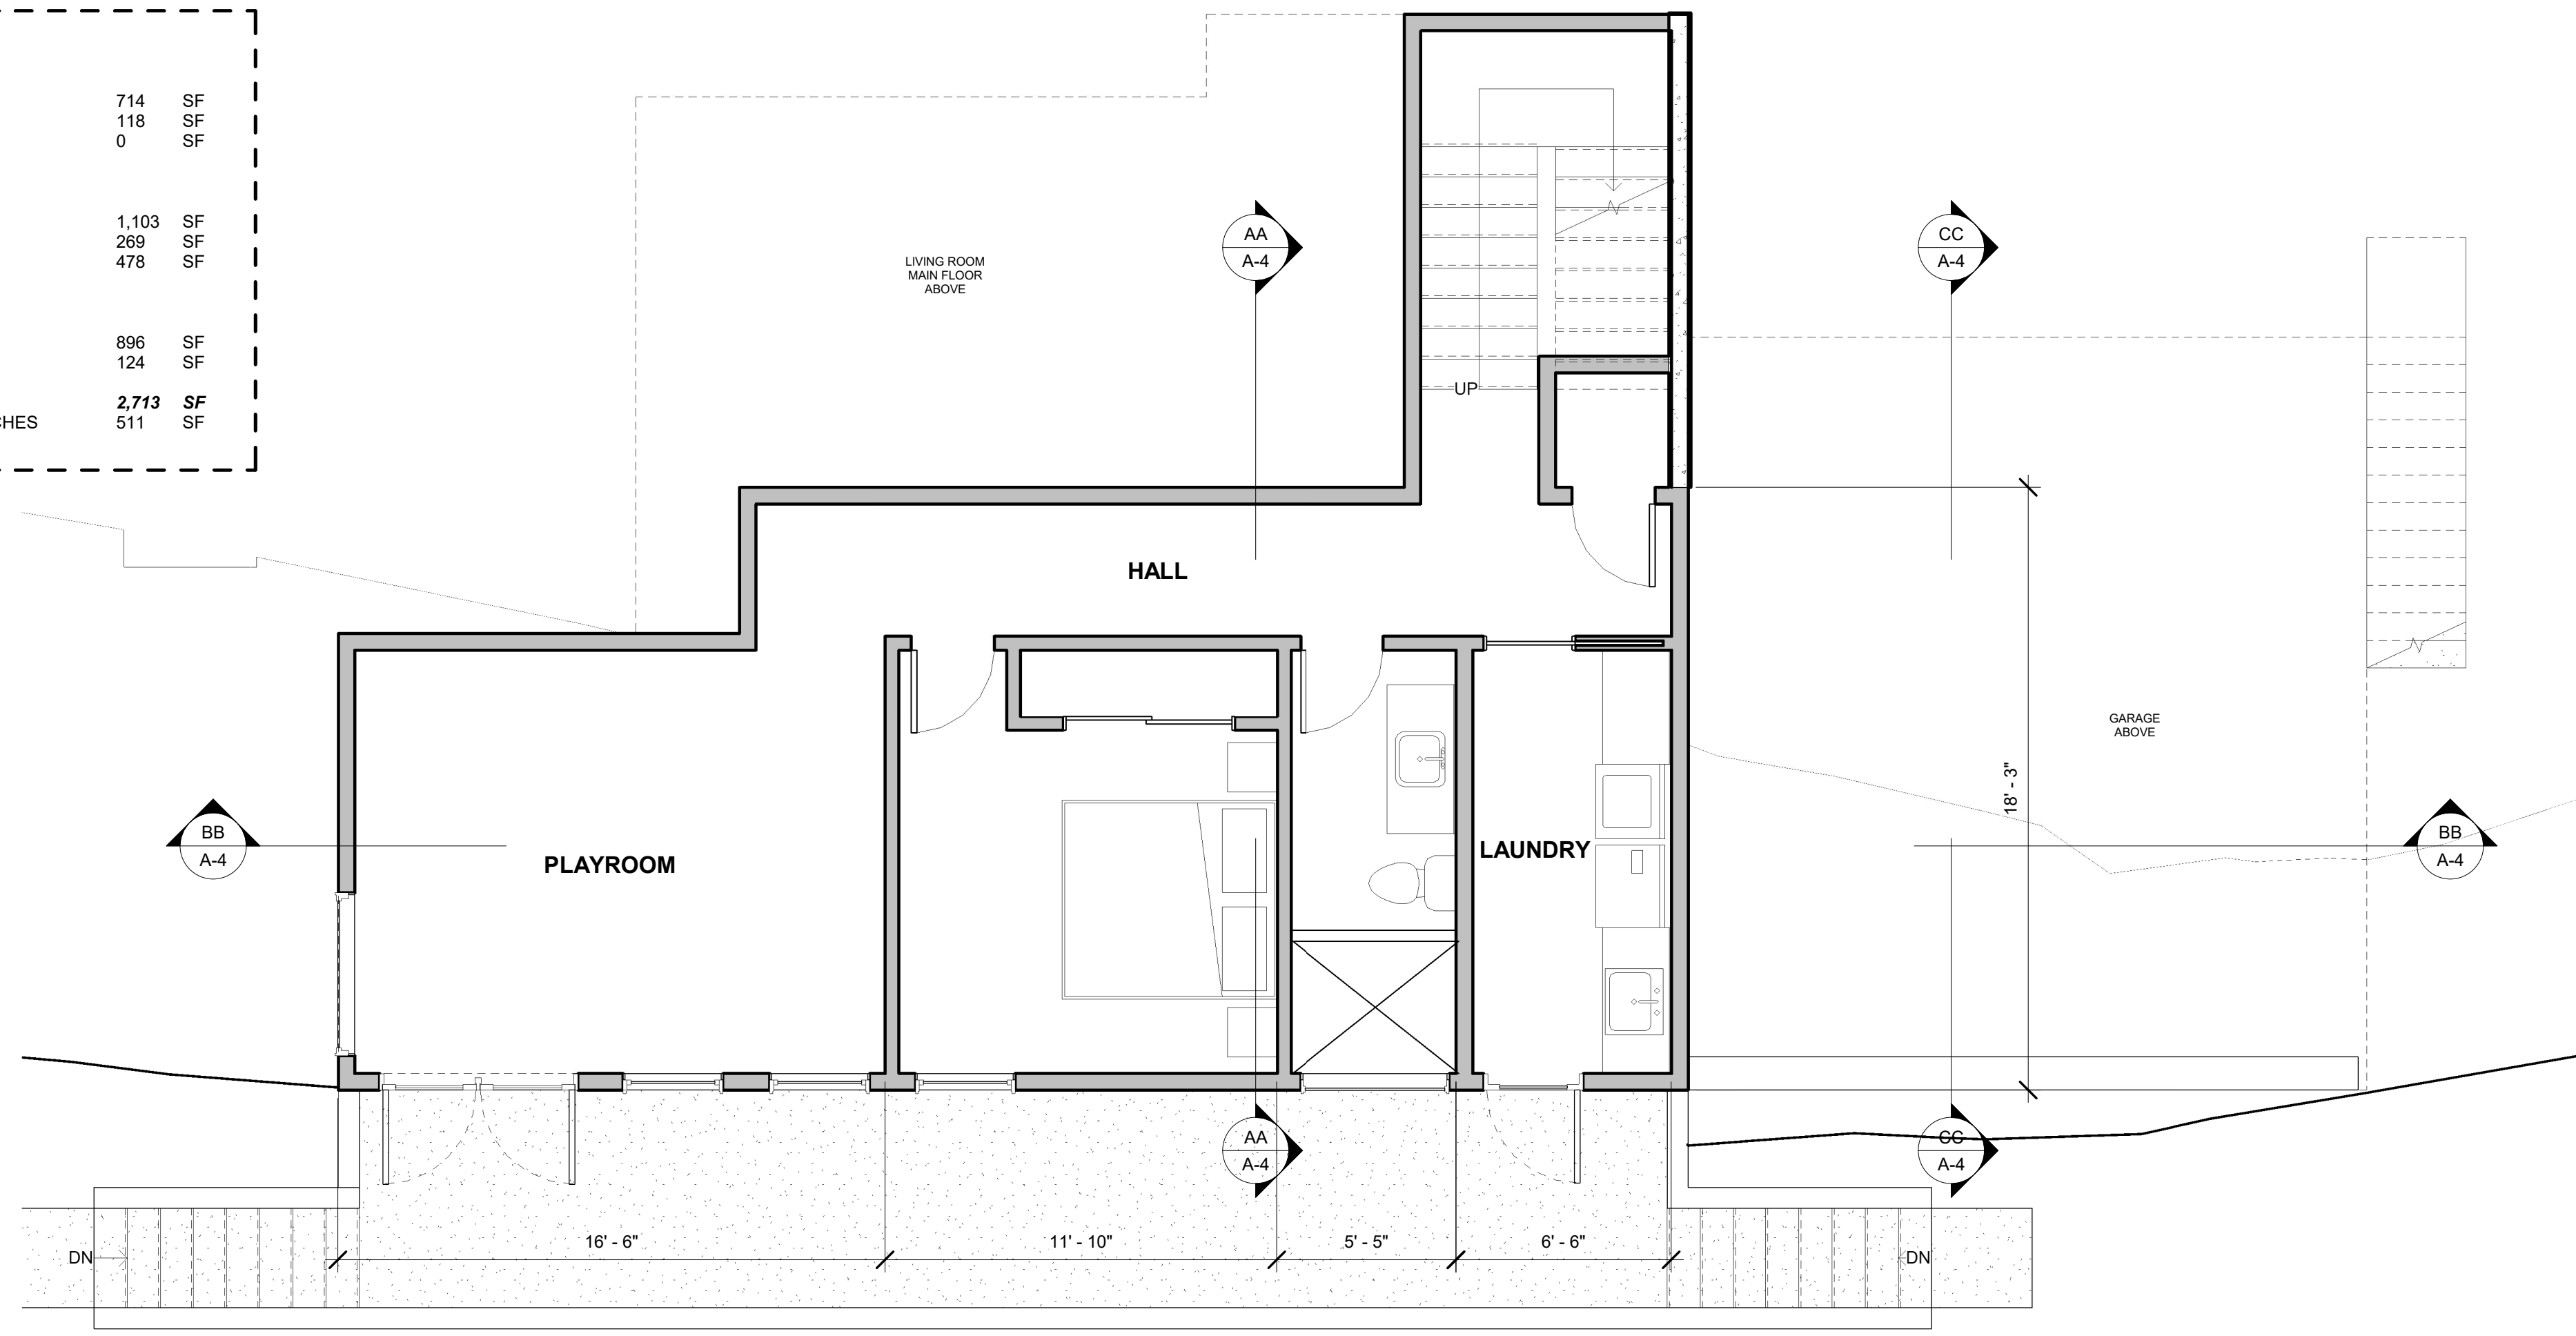 714 SF
118 SF
0 SF
1,103 SF
269 SF
478 SF
896 SF
124 SF
2,713 SF
CHES 511 SF
AA
A-4
CC
A-4
LIVING ROOM
MAIN FLOOR
ABOVE
UP
HALL
GARAGE
ABOVE
18' - 3"
BB
A-4
PLAYROOM
LAUNDRY
BB
A-4
AA
A-4
CC
A-4
16' - 6"
11' - 10"
5' - 5"
6' - 6"
DN
DN